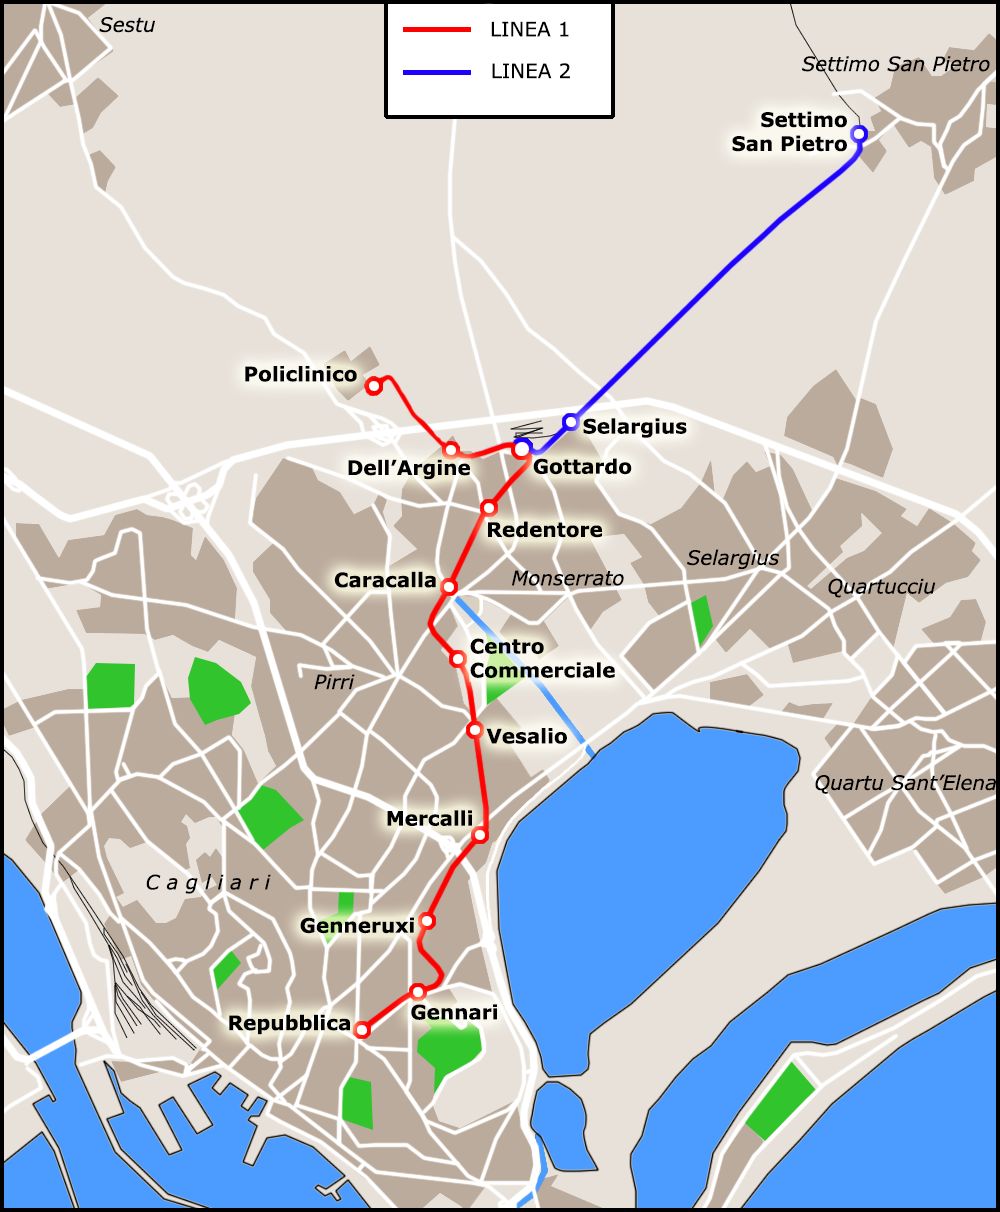 LINEA 1
LINEA 2
Sestu
Settimo San Pietro
Settimo
San Pietro
Policlinico
Selargius
Dell'Argine
Gottardo
Redentore
Selargius
Caracalla
Monserrato
Quartucciu
Centro
Commerciale
Pirri
Vesalio
Quartu Sant'Elena
Mercalli
Cagliari
Genneruxi
Gennari
Repubblica